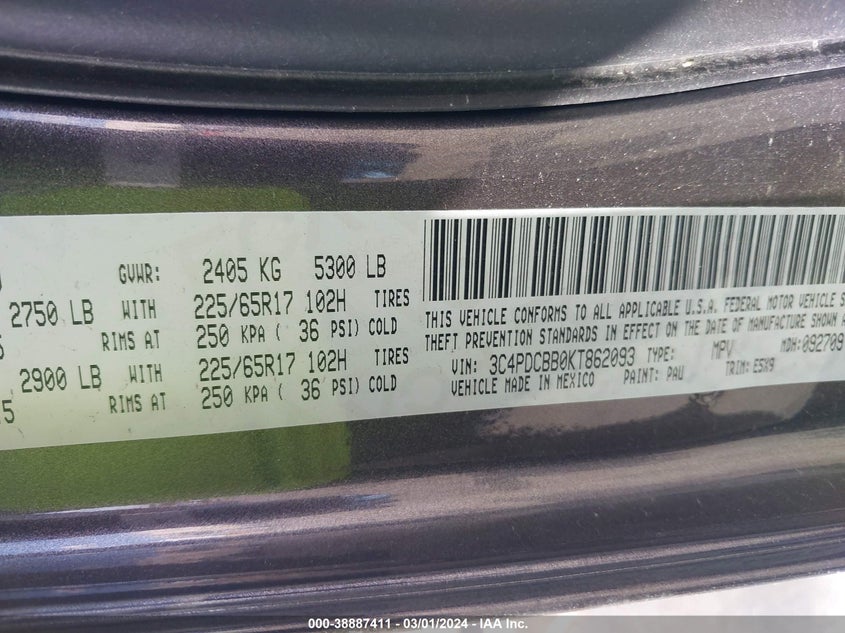 GVWR: 2405 KG 5300 LB
2750 LB WITH 225/65R17 102H TIRES
RIMS AT 250 KPA ( 36 PSI) COLD
2900 LB WITH 225/65R17 102H TIRES
RIMS AT 250 KPA ( 36 PSI) COLD
THIS VEHICLE CONFORMS TO ALL APPLICABLE U.S.A. FEDERAL MOTOR VEHICLE
THEFT PREVENTION STANDARDS IN EFFECT ON THE DATE OF MANUFACTURE SHOWN
VIN: 3C4PDCBB0KT862093 TYPE: MPV MDH:092709
VEHICLE MADE IN MEXICO PAINT: PAU TRIM: E5X9
000-38887411 - 03/01/2024 - IAA Inc.